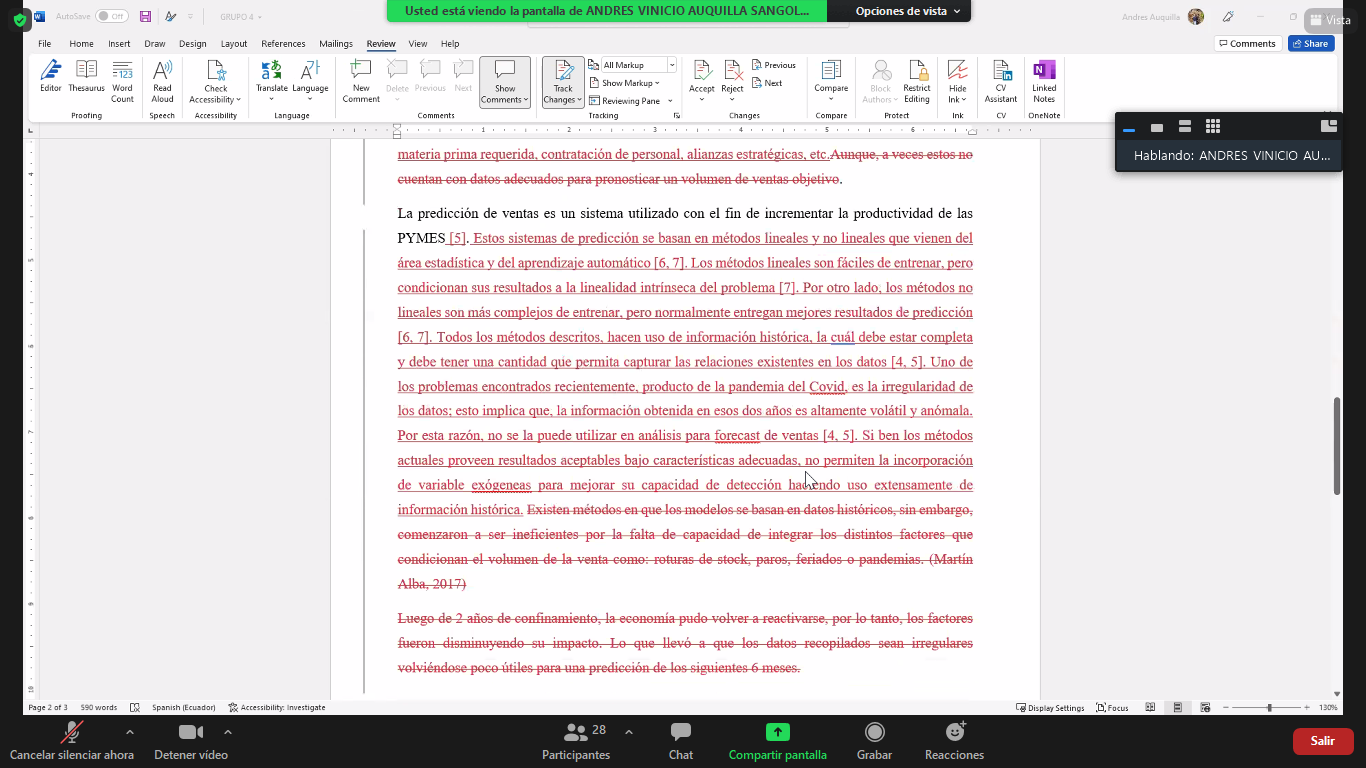 Usted está viendo la pantalla de ANDRES VINICIO AUQUILLA SANGOL...
Opciones de vista
Vista
AutoSave Off
GRUPO 4
Andres Auquilla
File Home Insert Draw Design Layout References Mailings Review View Help
Comments Share
Editor Thesaurus Word Count
Read Aloud
Check Accessibility
Translate Language
New Comment Delete Previous Next Show Comments
Track Changes
All Markup
Show Markup
Reviewing Pane
Accept Reject
Previous
Next
Compare
Block Authors Restrict Editing
Hide Ink
CV Assistant
Linked Notes
Proofing Speech Accessibility Language Comments Tracking Changes Compare Protect Ink CV OneNote
Hablando: ANDRES VINICIO AU...
1 2 3 4 5 6
materia prima requerida, contratación de personal, alianzas estratégicas, etc.Aunque, a veces estos no
cuentan con datos adecuados para pronosticar un volumen de ventas objetivo.
La predicción de ventas es un sistema utilizado con el fin de incrementar la productividad de las
PYMES [5]. Estos sistemas de predicción se basan en métodos lineales y no lineales que vienen del
área estadística y del aprendizaje automático [6, 7]. Los métodos lineales son fáciles de entrenar, pero
condicionan sus resultados a la linealidad intrínseca del problema [7]. Por otro lado, los métodos no
lineales son más complejos de entrenar, pero normalmente entregan mejores resultados de predicción
[6, 7]. Todos los métodos descritos, hacen uso de información histórica, la cuál debe estar completa
y debe tener una cantidad que permita capturar las relaciones existentes en los datos [4, 5]. Uno de
los problemas encontrados recientemente, producto de la pandemia del Covid, es la irregularidad de
los datos; esto implica que, la información obtenida en esos dos años es altamente volátil y anómala.
Por esta razón, no se la puede utilizar en análisis para forecast de ventas [4, 5]. Si ben los métodos
actuales proveen resultados aceptables bajo características adecuadas, no permiten la incorporación
de variable exógeneas para mejorar su capacidad de detección haciendo uso extensamente de
información histórica. Existen métodos en que los modelos se basan en datos históricos, sin embargo,
comenzaron a ser ineficientes por la falta de capacidad de integrar los distintos factores que
condicionan el volumen de la venta como: roturas de stock, paros, feriados o pandemias. (Martín
Alba, 2017)
Luego de 2 años de confinamiento, la economía pudo volver a reactivarse, por lo tanto, los factores
fueron disminuyendo su impacto. Lo que llevó a que los datos recopilados sean irregulares
volviéndose poco útiles para una predicción de los siguientes 6 meses.
Page 2 of 3 590 words Spanish (Ecuador) Accessibility: Investigate
Display Settings Focus 130%
Cancelar silenciar ahora Detener vídeo Participantes 28 Chat Compartir pantalla Grabar Reacciones Salir